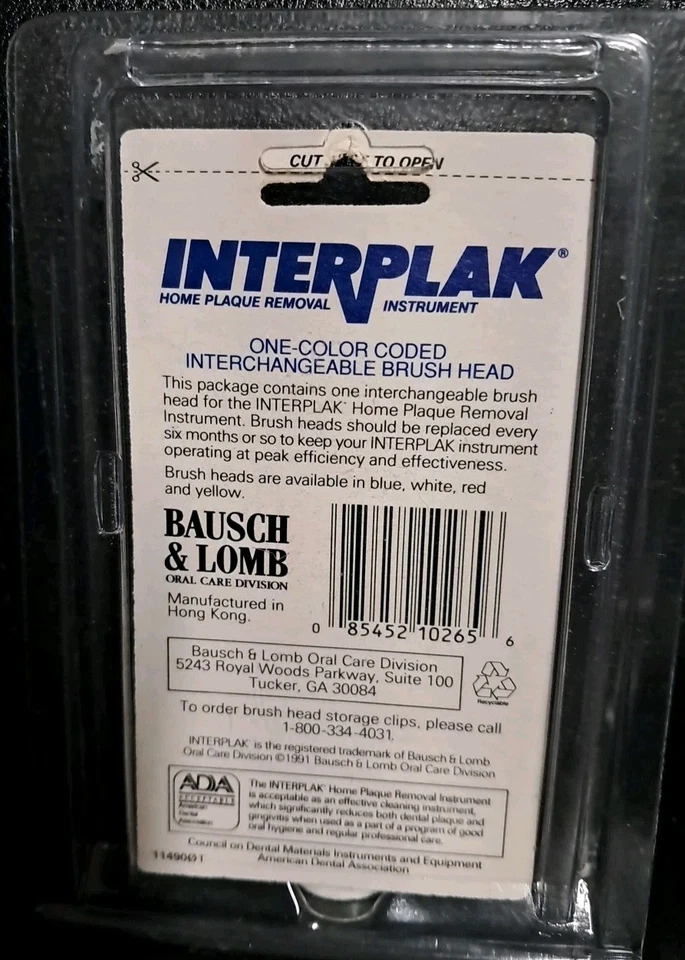 CUT TO OPEN
INTERPLAK®
HOME PLAQUE REMOVAL INSTRUMENT
ONE-COLOR CODED
INTERCHANGEABLE BRUSH HEAD
This package contains one interchangeable brush
head for the INTERPLAK® Home Plaque Removal
Instrument. Brush heads should be replaced every
six months or so to keep your INTERPLAK instrument
operating at peak efficiency and effectiveness.
Brush heads are available in blue, white, red
and yellow.
BAUSCH
& LOMB
ORAL CARE DIVISION
Manufactured in
Hong Kong.
0 85452 10265 6
Bausch & Lomb Oral Care Division
5243 Royal Woods Parkway, Suite 100
Tucker, GA 30084
Recyclable
To order brush head storage clips, please call
1-800-334-4031.
INTERPLAK® is the registered trademark of Bausch & Lomb
Oral Care Division ©1991 Bausch & Lomb Oral Care Division
ADA
ACCEPTED
American
Dental
Association
The INTERPLAK® Home Plaque Removal Instrument
is acceptable as an effective cleaning instrument,
which significantly reduces both dental plaque and
gingivitis when used as a part of a program of good
oral hygiene and regular professional care.
Council on Dental Materials Instruments and Equipment
American Dental Association
1149001